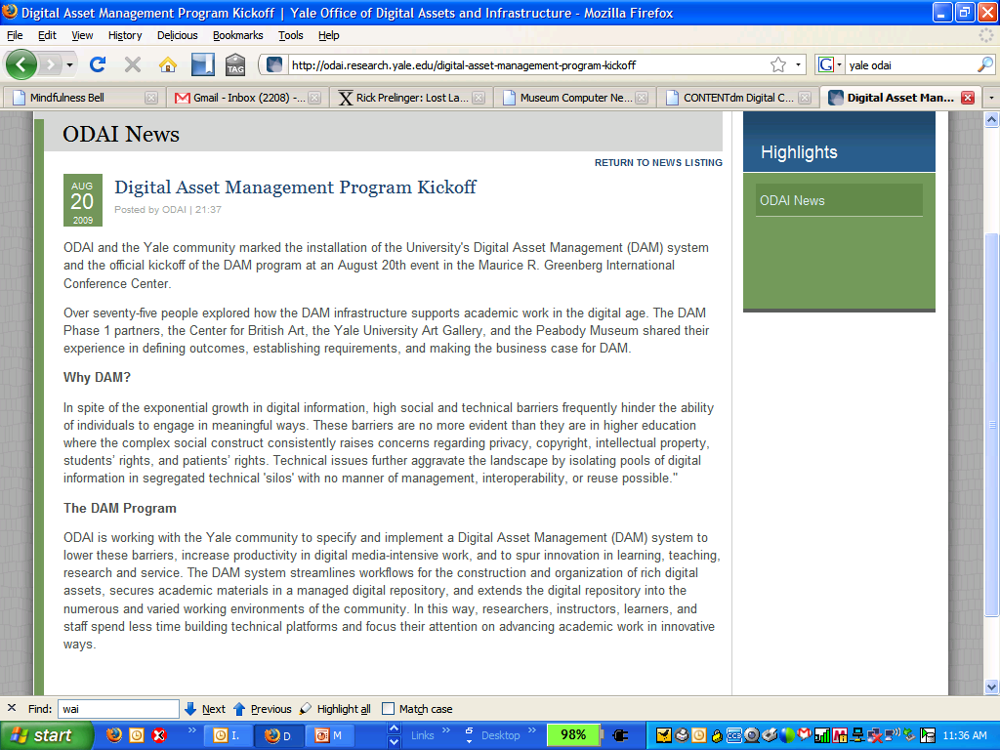 Digital Asset Management Program Kickoff | Yale Office of Digital Assets and Infrastructure - Mozilla Firefox
File Edit View History Delicious Bookmarks Tools Help
TAG http://odai.research.yale.edu/digital-asset-management-program-kickoff G yale odai
Mindfulness Bell Gmail - Inbox (2208) -... Rick Prelinger: Lost La... Museum Computer Ne... CONTENTdm Digital C... Digital Asset Man...
ODAI News
RETURN TO NEWS LISTING
Highlights
ODAI News
AUG
20
2009
Digital Asset Management Program Kickoff
Posted by ODAI | 21:37
ODAI and the Yale community marked the installation of the University's Digital Asset Management (DAM) system
and the official kickoff of the DAM program at an August 20th event in the Maurice R. Greenberg International
Conference Center.
Over seventy-five people explored how the DAM infrastructure supports academic work in the digital age. The DAM
Phase 1 partners, the Center for British Art, the Yale University Art Gallery, and the Peabody Museum shared their
experience in defining outcomes, establishing requirements, and making the business case for DAM.
Why DAM?
In spite of the exponential growth in digital information, high social and technical barriers frequently hinder the ability
of individuals to engage in meaningful ways. These barriers are no more evident than they are in higher education
where the complex social construct consistently raises concerns regarding privacy, copyright, intellectual property,
students’ rights, and patients’ rights. Technical issues further aggravate the landscape by isolating pools of digital
information in segregated technical 'silos' with no manner of management, interoperability, or reuse possible."
The DAM Program
ODAI is working with the Yale community to specify and implement a Digital Asset Management (DAM) system to
lower these barriers, increase productivity in digital media-intensive work, and to spur innovation in learning, teaching,
research and service. The DAM system streamlines workflows for the construction and organization of rich digital
assets, secures academic materials in a managed digital repository, and extends the digital repository into the
numerous and varied working environments of the community. In this way, researchers, instructors, learners, and
staff spend less time building technical platforms and focus their attention on advancing academic work in innovative
ways.
Find: wai Next Previous Highlight all Match case
start I. D M Links Desktop 98% 11:36 AM